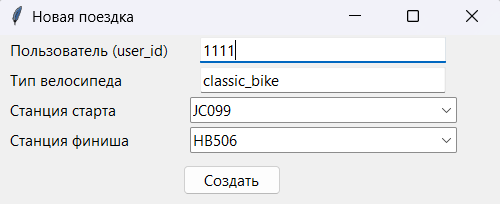 Новая поездка
Пользователь (user_id) 1111
Тип велосипеда classic_bike
Станция старта JC099
Станция финиша HB506
Создать